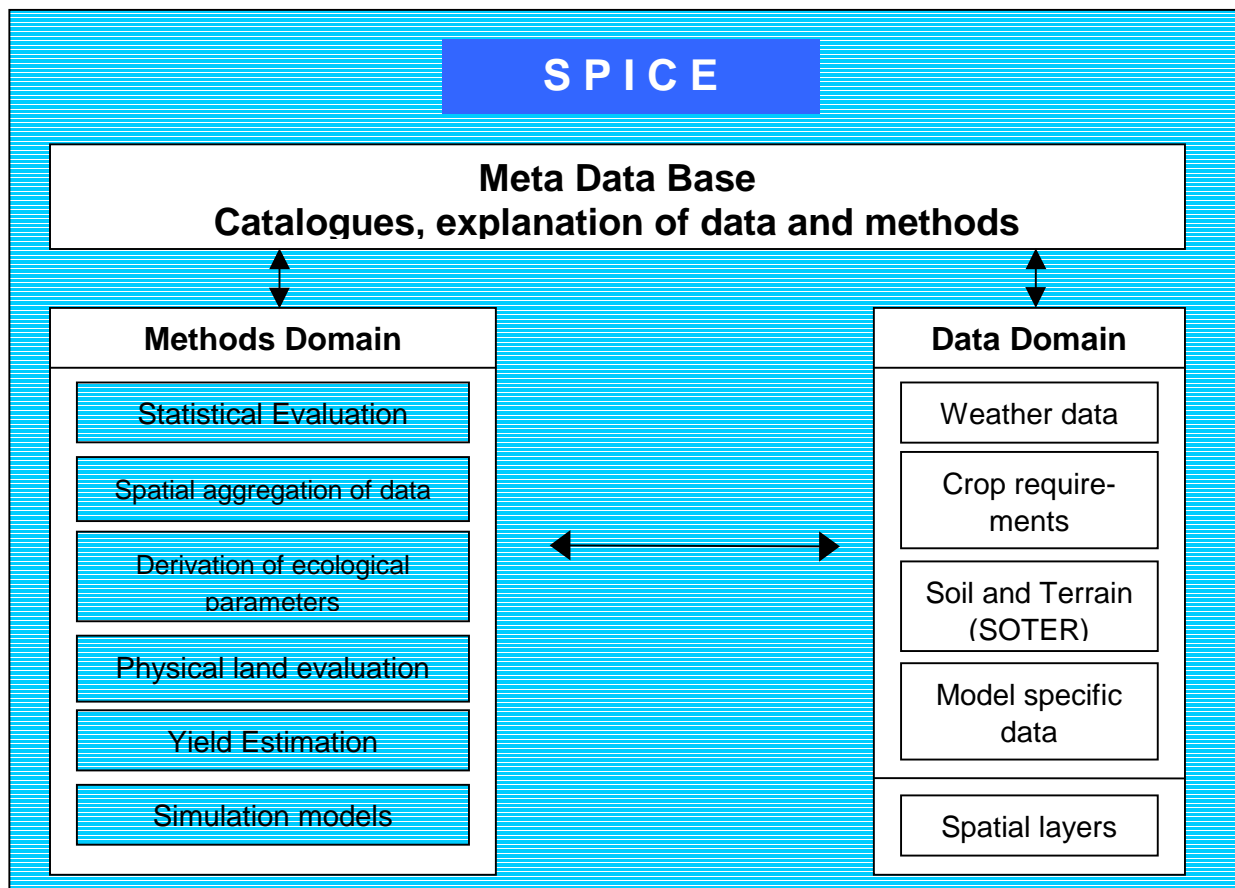 S P I C E
Meta Data Base
Catalogues, explanation of data and methods
Methods Domain
Statistical Evaluation
Spatial aggregation of data
Derivation of ecological
parameters
Physical land evaluation
Yield Estimation
Simulation models
Data Domain
Weather data
Crop require-
ments
Soil and Terrain
(SOTER)
Model specific
data
Spatial layers